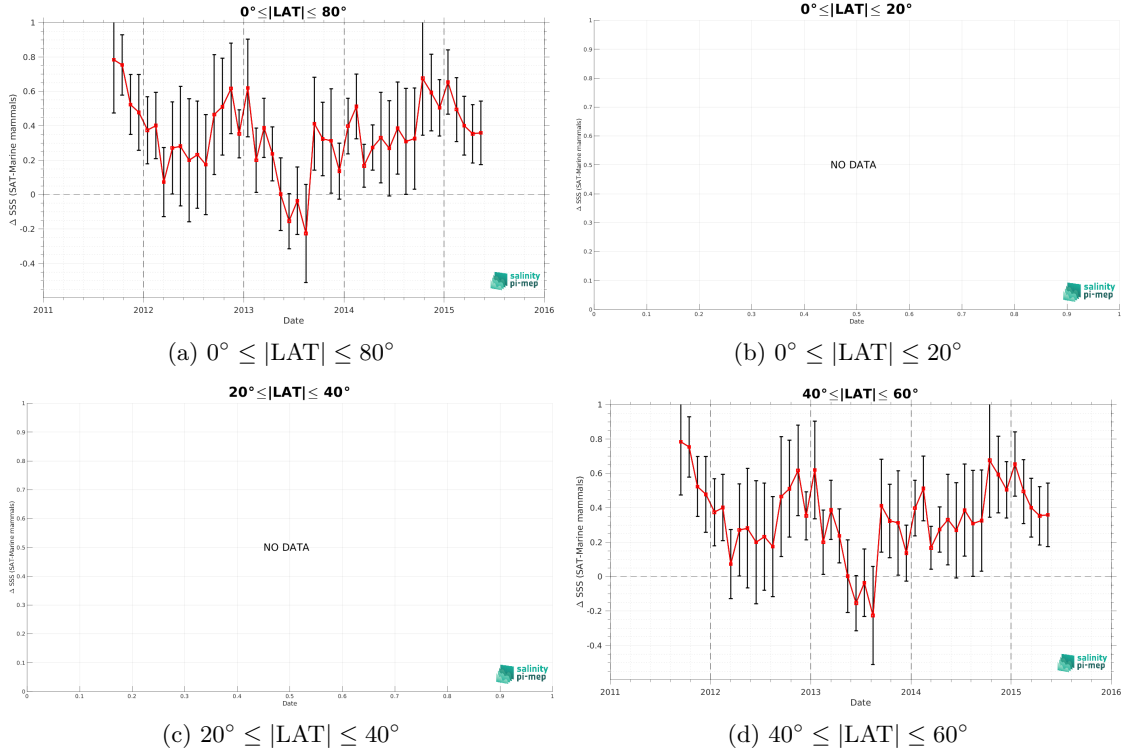 0°≤|LAT|≤ 80°
1
0.8
0.6
0.4
0.2
0
-0.2
-0.4
Δ SSS (SAT-Marine mammals)
2011
2012
2013
2014
2015
2016
Date
salinity
pi-mep
(a) 0° ≤ |LAT| ≤ 80°
0°≤|LAT|≤ 20°
1
0.9
0.8
0.7
0.6
0.5
0.4
0.3
0.2
0.1
0
Δ SSS (SAT-Marine mammals)
NO DATA
0
0.1
0.2
0.3
0.4
0.5
0.6
0.7
0.8
0.9
1
Date
salinity
pi-mep
(b) 0° ≤ |LAT| ≤ 20°
20°≤|LAT|≤ 40°
1
0.9
0.8
0.7
0.6
0.5
0.4
0.3
0.2
0.1
0
Δ SSS (SAT-Marine mammals)
NO DATA
0
0.1
0.2
0.3
0.4
0.5
0.6
0.7
0.8
0.9
1
Date
salinity
pi-mep
(c) 20° ≤ |LAT| ≤ 40°
40°≤|LAT|≤ 60°
1
0.8
0.6
0.4
0.2
0
-0.2
-0.4
Δ SSS (SAT-Marine mammals)
2011
2012
2013
2014
2015
2016
Date
salinity
pi-mep
(d) 40° ≤ |LAT| ≤ 60°